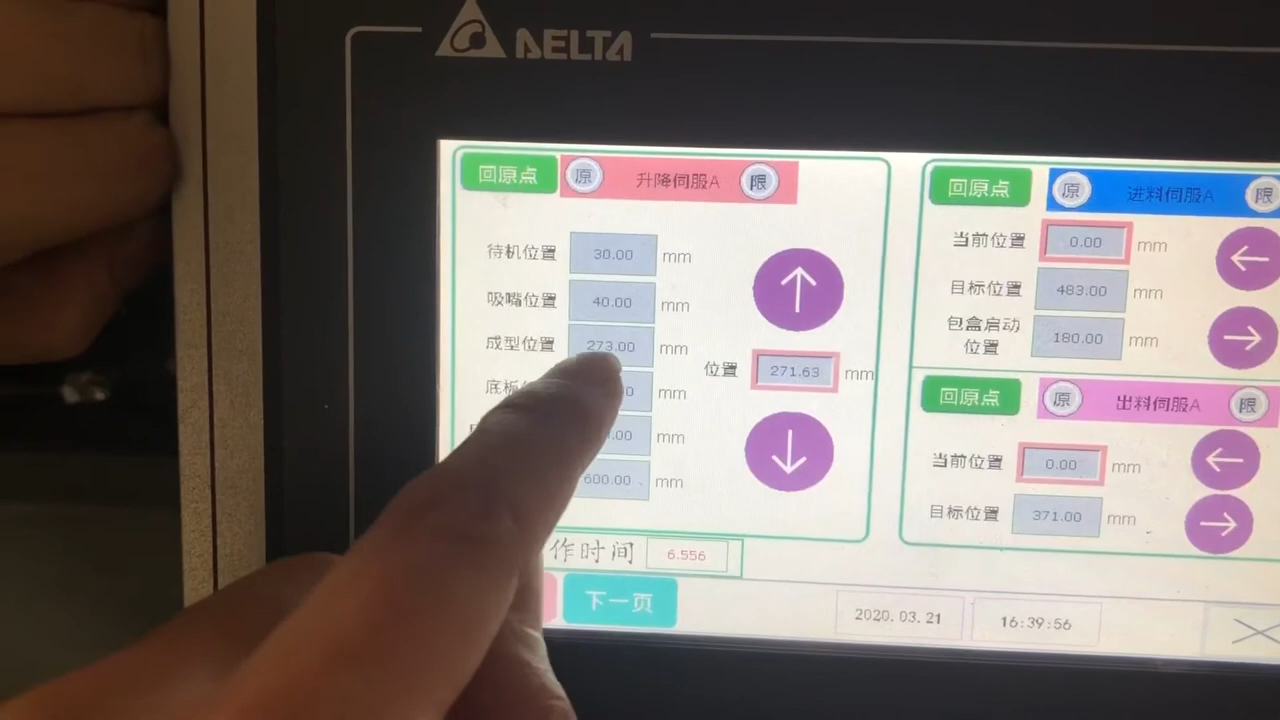 DELTA
回原点 原 升降伺服A 限
待机位置 30.00 mm
吸嘴位置 40.00 mm
成型位置 273.00 mm
底板 mm
mm
600.00 mm
位置 271.63 mm
作时间 6.556
下一页
回原点 原 进料伺服A 限
当前位置 0.00 mm
目标位置 483.00 mm
包盒启动
位置 180.00 mm
回原点 原 出料伺服A 限
当前位置 0.00 mm
目标位置 371.00 mm
2020.03.21 16:39:56